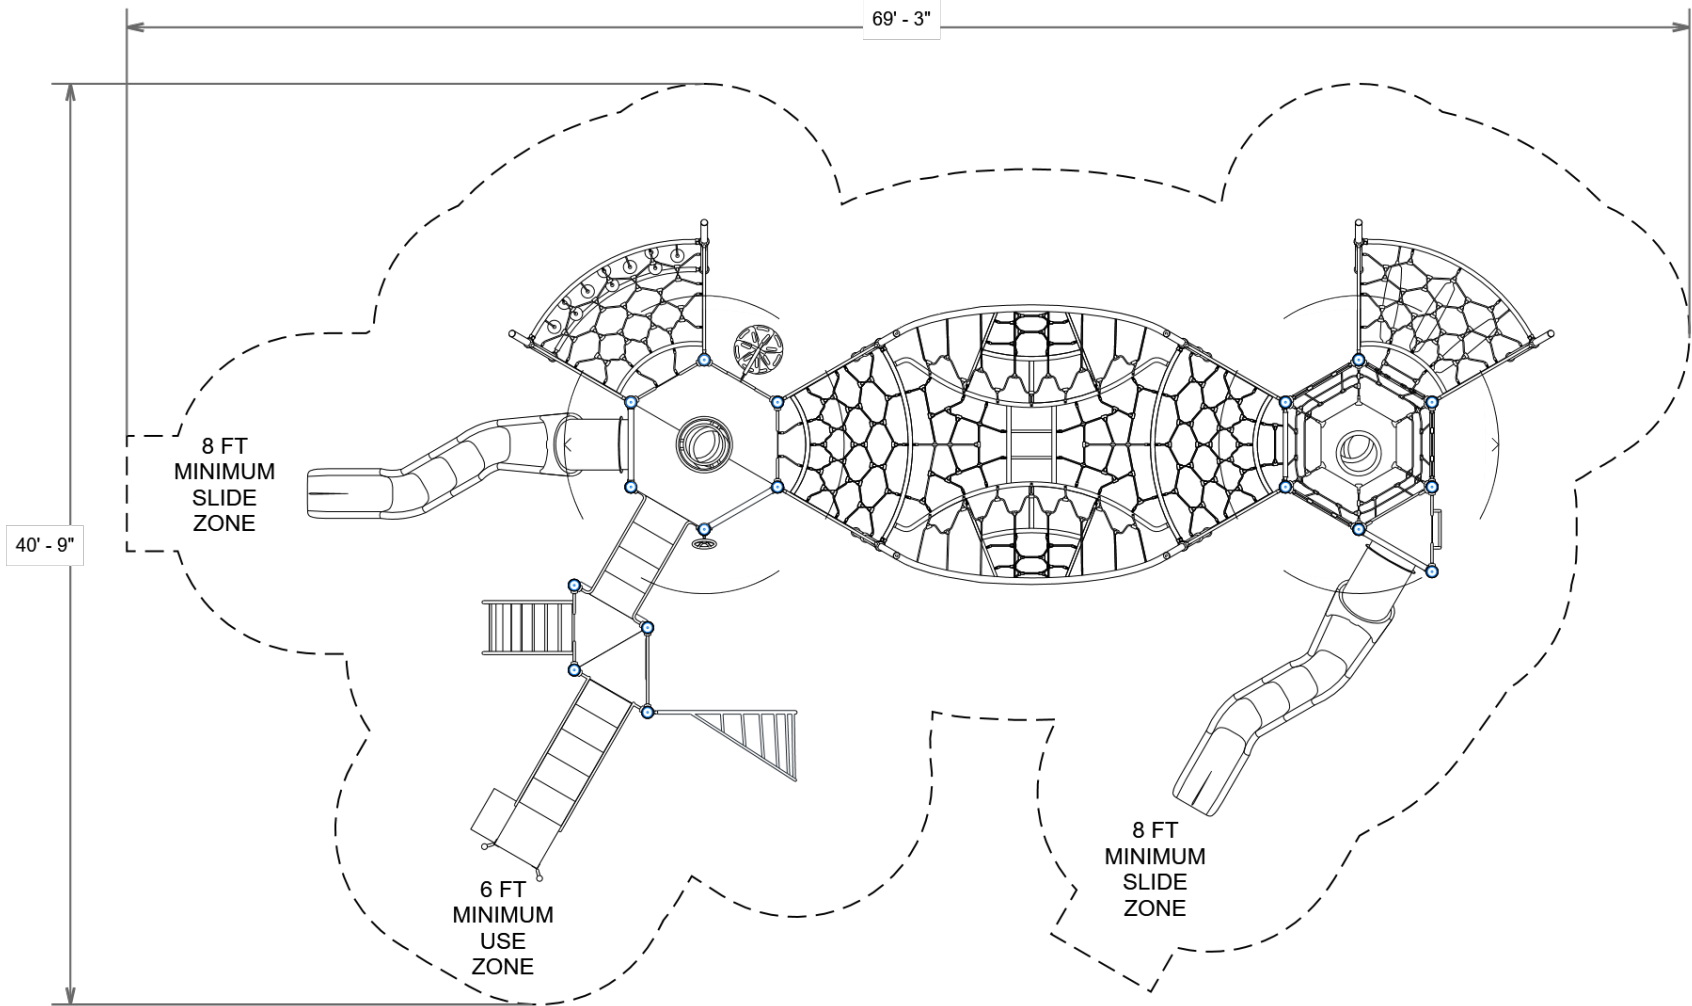 69' - 3"
8 FT
MINIMUM
SLIDE
ZONE
40' - 9"
8 FT
MINIMUM
SLIDE
ZONE
6 FT
MINIMUM
USE
ZONE